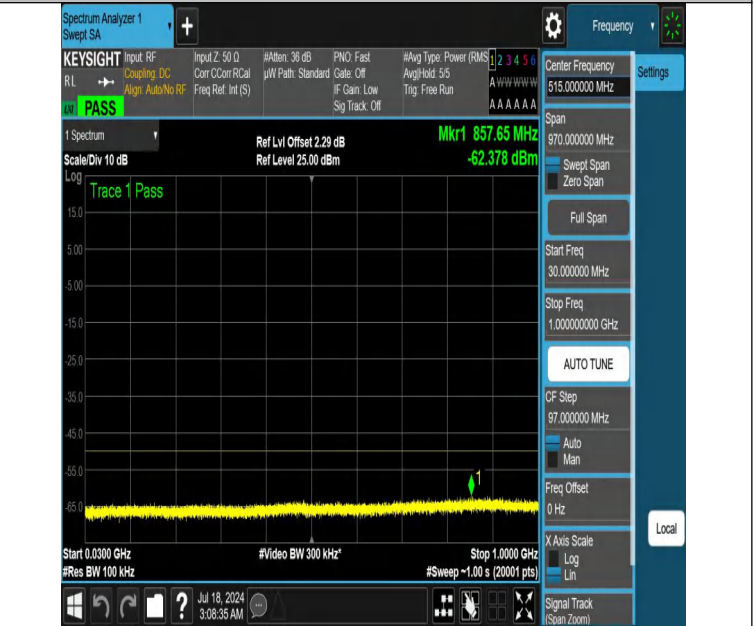 Spectrum Analyzer 1
Swept SA
+
Frequency
KEYSIGHT
Input: RF
Coupling: DC
Align: Auto/No RF
Input Z: 50 Ω
Corr CCorr RCal
Freq Ref: Int (S)
#Atten: 36 dB
µW Path: Standard
PNO: Fast
Gate: Off
IF Gain: Low
Sig Track: Off
#Avg Type: Power (RMS
Avg|Hold: 5/5
Trig: Free Run
1 2 3 4 5 6
A W W W W W
A A A A A A
R L
PASS
1 Spectrum
Scale/Div 10 dB
Ref Lvl Offset 2.29 dB
Ref Level 25.00 dBm
Mkr1 857.65 MHz
-62.378 dBm
Log
Trace 1 Pass
15.0
5.00
-5.00
-15.0
-25.0
-35.0
-45.0
-55.0
-65.0
1
Start 0.0300 GHz
#Res BW 100 kHz
#Video BW 300 kHz*
Stop 1.0000 GHz
#Sweep ~1.00 s (20001 pts)
?
Jul 18, 2024
3:08:35 AM
Center Frequency
515.000000 MHz
Settings
Span
970.000000 MHz
Swept Span
Zero Span
Full Span
Start Freq
30.000000 MHz
Stop Freq
1.000000000 GHz
AUTO TUNE
CF Step
97.000000 MHz
Auto
Man
Freq Offset
0 Hz
X Axis Scale
Log
Lin
Local
Signal Track
(Span Zoom)